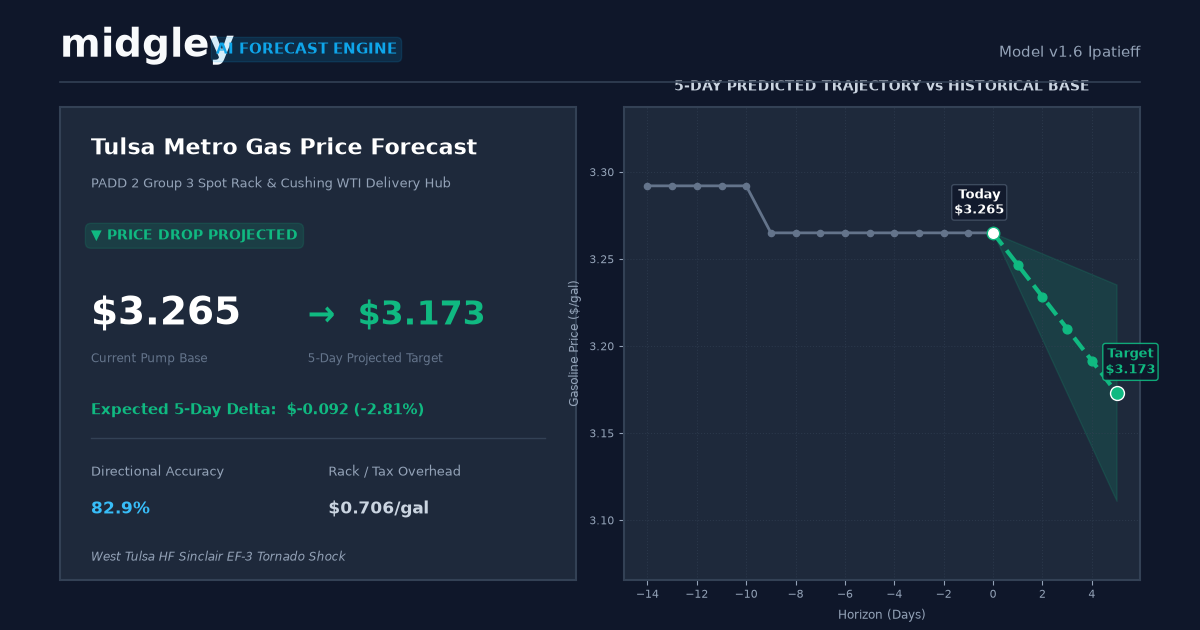 midgley
AI FORECAST ENGINE
Model v1.6 Ipatieff
Tulsa Metro Gas Price Forecast
PADD 2 Group 3 Spot Rack & Cushing WTI Delivery Hub
▼ PRICE DROP PROJECTED
$3.265 → $3.173
Current Pump Base
5-Day Projected Target
Expected 5-Day Delta: $-0.092 (-2.81%)
Directional Accuracy
Rack / Tax Overhead
82.9%
$0.706/gal
West Tulsa HF Sinclair EF-3 Tornado Shock
5-DAY PREDICTED TRAJECTORY vs HISTORICAL BASE
Gasoline Price ($/gal)
3.30
3.25
3.20
3.15
3.10
Today
$3.265
Target
$3.173
−14 −12 −10 −8 −6 −4 −2 0 2 4
Horizon (Days)